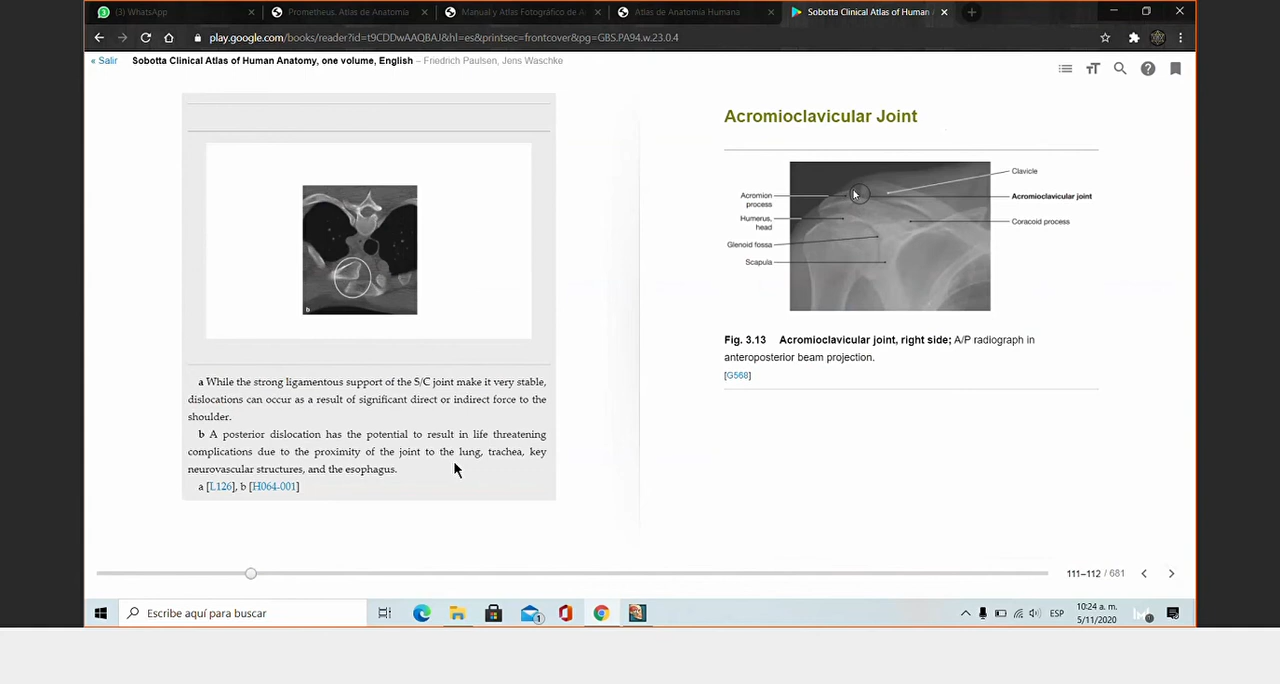 (3) WhatsApp
Prometheus. Atlas de Anatomía
Manual y Atlas Fotográfico de A
Atlas de Anatomía Humana
Sobotta Clinical Atlas of Human
play.google.com/books/reader?id=t9CDDwAAQBAJ&hl=es&printsec=frontcover&pg=GBS.PA94.w.23.0.4
« Salir Sobotta Clinical Atlas of Human Anatomy, one volume, English – Friedrich Paulsen, Jens Waschke
b
a While the strong ligamentous support of the S/C joint make it very stable,
dislocations can occur as a result of significant direct or indirect force to the
shoulder.
b A posterior dislocation has the potential to result in life threatening
complications due to the proximity of the joint to the lung, trachea, key
neurovascular structures, and the esophagus.
a [L126], b [H064-001]
Acromioclavicular Joint
Acromion
process
Humerus,
head
Glenoid fossa
Scapula
Clavicle
Acromioclavicular joint
Coracoid process
Fig. 3.13 Acromioclavicular joint, right side; A/P radiograph in
anteroposterior beam projection.
[G568]
111–112 / 681
Escribe aquí para buscar
1
ESP
10:24 a. m.
5/11/2020